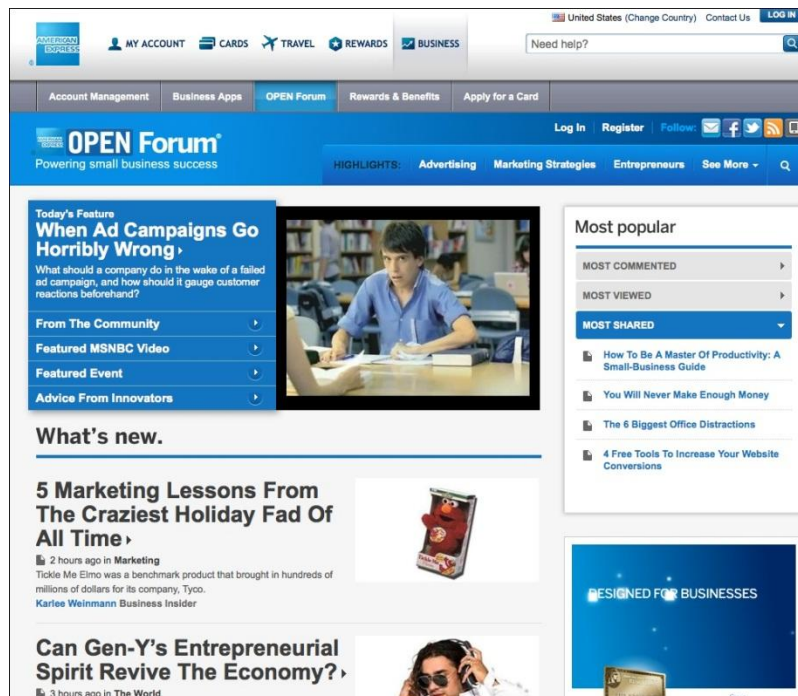 United States (Change Country) Contact Us LOG IN
AMERICAN EXPRESS
MY ACCOUNT CARDS TRAVEL REWARDS BUSINESS
Need help?
Account Management Business Apps OPEN Forum Rewards & Benefits Apply for a Card
Log In Register Follow:
OPEN Forum
Powering small business success
HIGHLIGHTS: Advertising Marketing Strategies Entrepreneurs See More
Today's Feature
When Ad Campaigns Go
Horribly Wrong
What should a company do in the wake of a failed
ad campaign, and how should it gauge customer
reactions beforehand?
From The Community
Featured MSNBC Video
Featured Event
Advice From Innovators
Most popular
MOST COMMENTED
MOST VIEWED
MOST SHARED
How To Be A Master Of Productivity: A
Small-Business Guide
You Will Never Make Enough Money
The 6 Biggest Office Distractions
4 Free Tools To Increase Your Website
Conversions
What's new.
5 Marketing Lessons From
The Craziest Holiday Fad Of
All Time
2 hours ago in Marketing
Tickle Me Elmo was a benchmark product that brought in hundreds of
millions of dollars for its company, Tyco.
Karlee Weinmann Business Insider
DESIGNED FOR BUSINESSES
Can Gen-Y's Entrepreneurial
Spirit Revive The Economy?
3 hours ago in The World